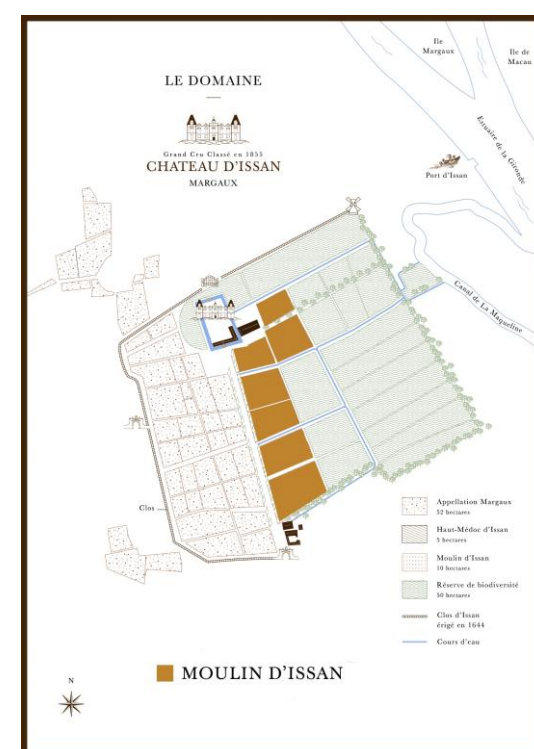 LE DOMAINE
Grand Cru Classé en 1855
CHATEAU D'ISSAN
MARGAUX
Ile
Margaux
Ile de
Macau
Estuaire de la Gironde
Port d'Issan
Canal de La Maqueline
Clos
Appellation Margaux
52 hectares
Haut-Médoc d'Issan
5 hectares
Moulin d'Issan
10 hectares
Réserve de biodiversité
50 hectares
Clos d'Issan
érigé en 1644
Cours d'eau
MOULIN D'ISSAN
N